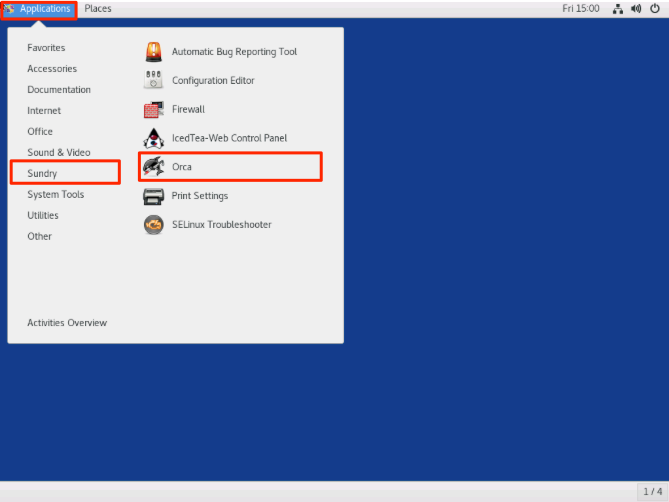 Applications Places Fri 15:00
Favorites
Accessories
Documentation
Internet
Office
Sound & Video
Sundry
System Tools
Utilities
Other
Activities Overview
Automatic Bug Reporting Tool
Configuration Editor
Firewall
IcedTea-Web Control Panel
Orca
Print Settings
SELinux Troubleshooter
1 / 4